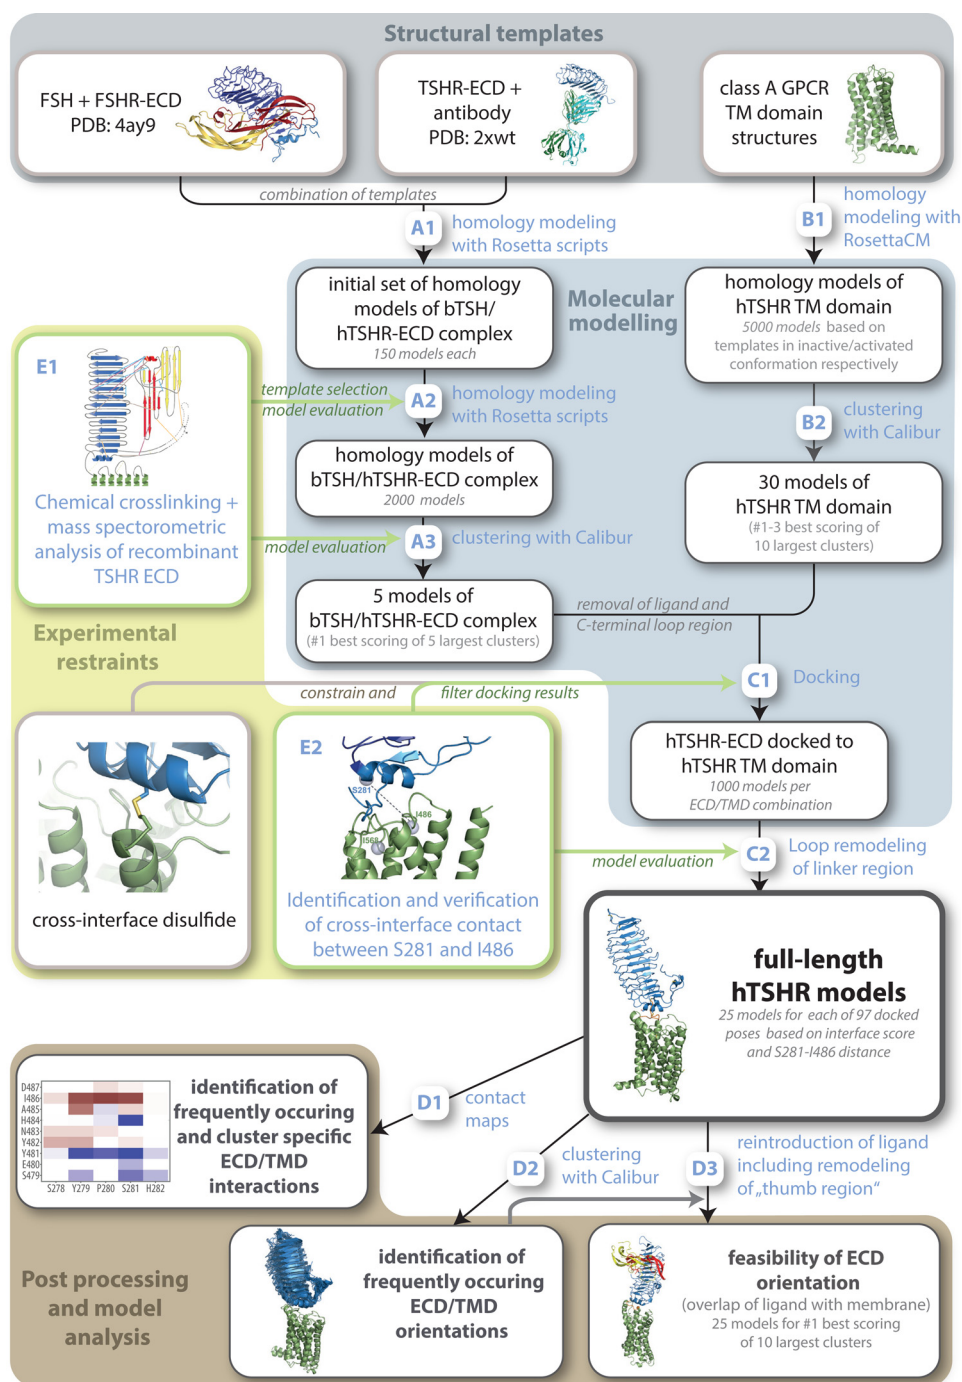 Structural templates
FSH + FSHR-ECD
PDB: 4ay9
TSHR-ECD +
antibody
PDB: 2xwt
class A GPCR
TM domain
structures
combination of templates
A1
homology modeling
with Rosetta scripts
B1
homology
modeling with
RosettaCM
Molecular
modelling
initial set of homology
models of bTSH/
hTSHR-ECD complex
150 models each
homology models of
hTSHR TM domain
5000 models based on
templates in inactive/activated
conformation respectively
E1
Chemical crosslinking +
mass spectorometric
analysis of recombinant
TSHR ECD
template selection
model evaluation
A2
homology modeling
with Rosetta scripts
B2
clustering
with Calibur
homology models of
bTSH/hTSHR-ECD complex
2000 models
30 models of
hTSHR TM domain
(#1-3 best scoring of
10 largest clusters)
model evaluation
A3
clustering with Calibur
5 models of
bTSH/hTSHR-ECD complex
(#1 best scoring of 5 largest clusters)
removal of ligand and
C-terminal loop region
Experimental
restraints
constrain and
filter docking results
C1
Docking
cross-interface disulfide
E2
S281
I486
I568
Identification and verification
of cross-interface contact
between S281 and I486
hTSHR-ECD docked to
hTSHR TM domain
1000 models per
ECD/TMD combination
model evaluation
C2
Loop remodeling
of linker region
full-length
hTSHR models
25 models for each of 97 docked
poses based on interface score
and S281-I486 distance
D487
I486
A485
H484
N483
Y482
Y481
E480
S479
S278 Y279 P280 S281 H282
identification of
frequently occuring
and cluster specific
ECD/TMD
interactions
D1
contact
maps
D2
clustering
with Calibur
D3
reintroduction of ligand
including remodeling
of „thumb region“
Post processing
and model
analysis
identification of
frequently occuring
ECD/TMD
orientations
feasibility of ECD
orientation
(overlap of ligand with membrane)
25 models for #1 best scoring
of 10 largest clusters